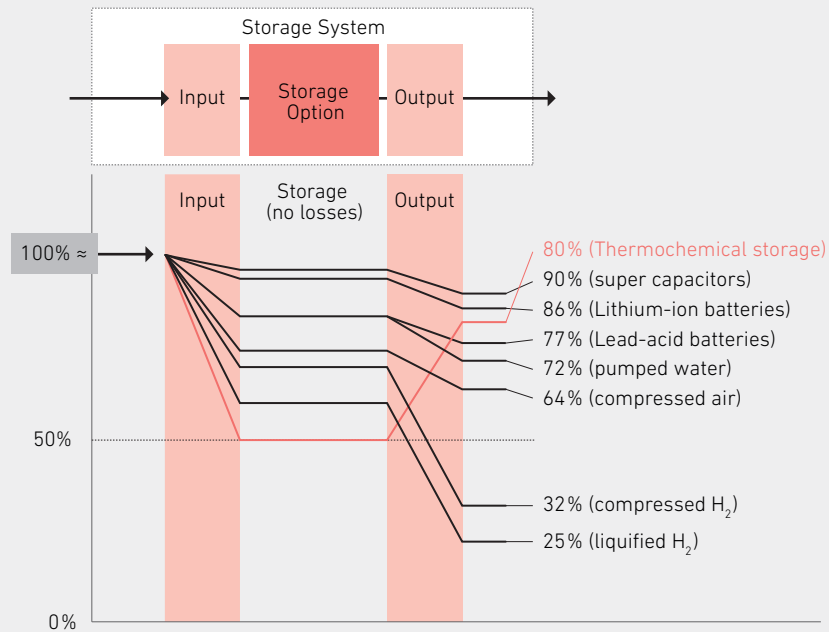 Storage System
Input
Storage
Option
Output
Input
Storage
(no losses)
Output
100% ≈
80% (Thermochemical storage)
90% (super capacitors)
86% (Lithium-ion batteries)
77% (Lead-acid batteries)
72% (pumped water)
64% (compressed air)
50%
32% (compressed H₂)
25% (liquified H₂)
0%